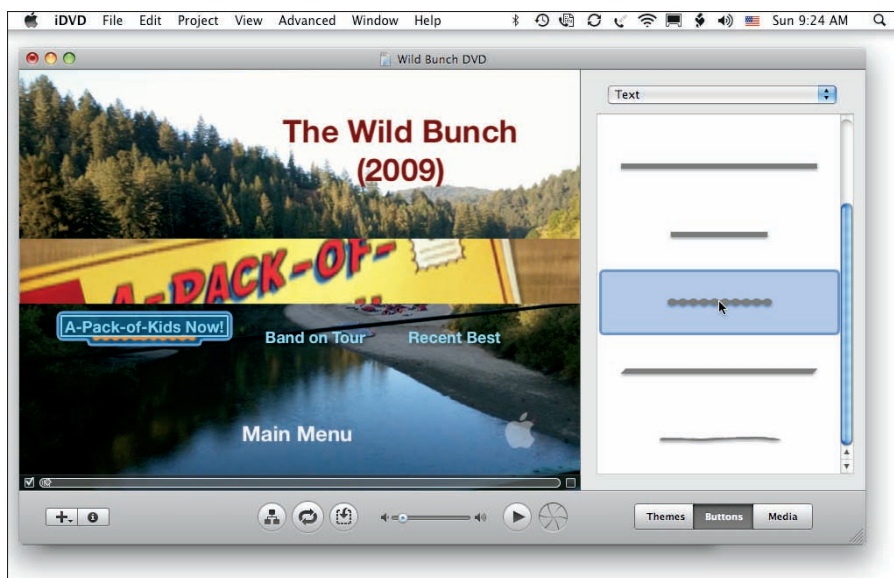 iDVD File Edit Project View Advanced Window Help Sun 9:24 AM
Wild Bunch DVD
The Wild Bunch
(2009)
A-PACK-OF-
A-Pack-of-Kids Now!
Band on Tour
Recent Best
Main Menu
Text
Themes Buttons Media